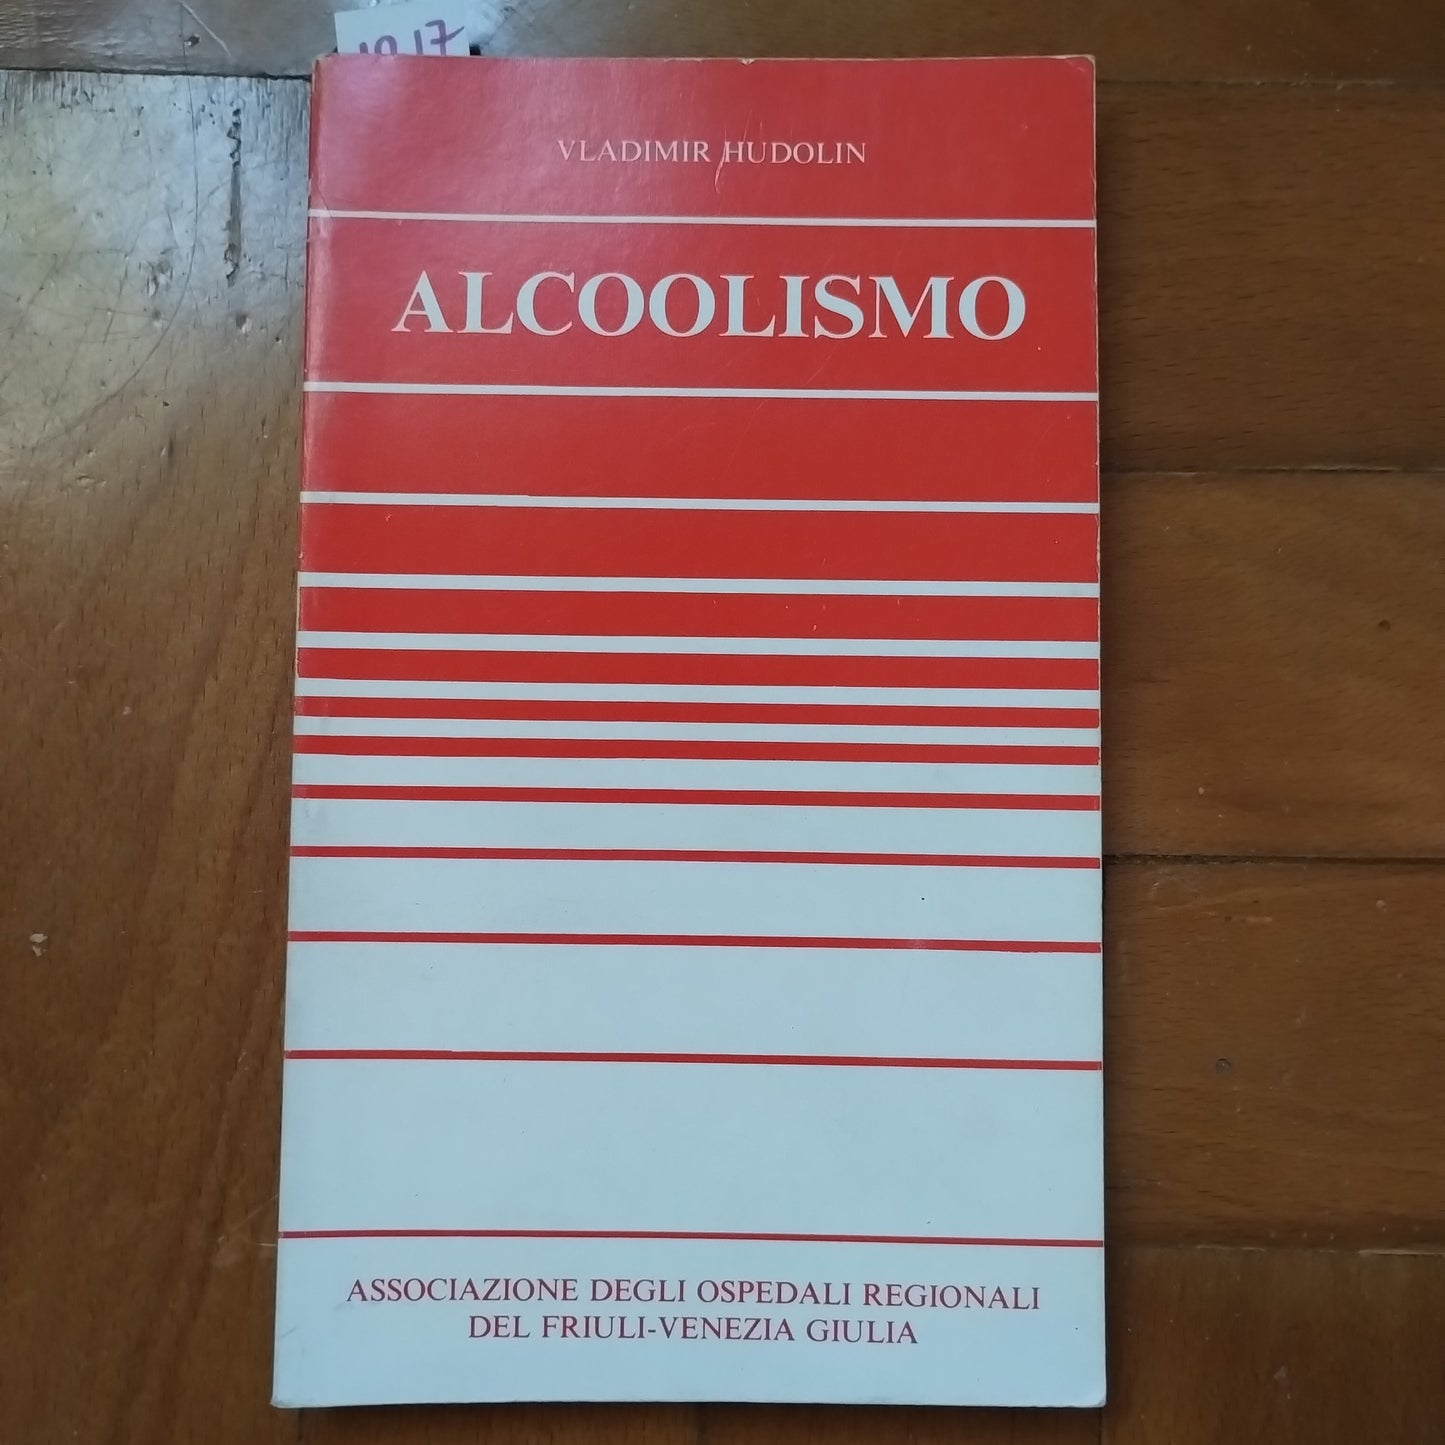 VLADIMIR HUDOLIN
ALCOOLISMO
ASSOCIAZIONE DEGLI OSPEDALI REGIONALI
DEL FRIULI-VENEZIA GIULIA